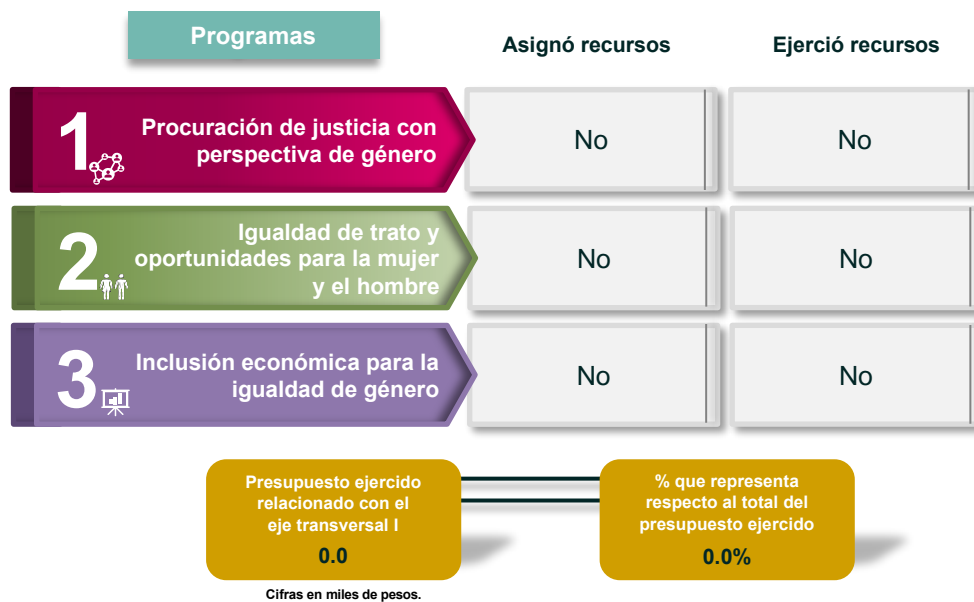 Programas
Asignó recursos
Ejerció recursos
1
Procuración de justicia con
perspectiva de género
No
No
2
Igualdad de trato y
oportunidades para la mujer
y el hombre
No
No
3
Inclusión económica para la
igualdad de género
No
No
Presupuesto ejercido
relacionado con el
eje transversal I
0.0
% que representa
respecto al total del
presupuesto ejercido
0.0%
Cifras en miles de pesos.